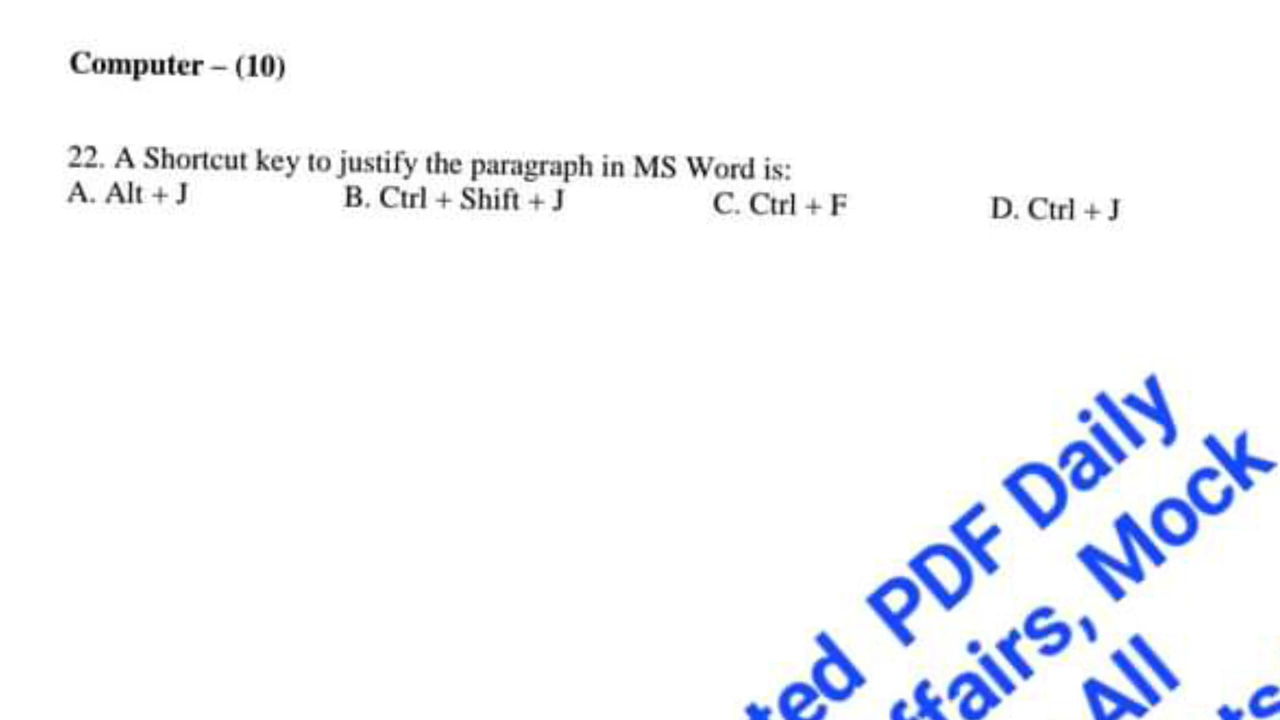 Computer – (10)
22. A Shortcut key to justify the paragraph in MS Word is:
A. Alt + J B. Ctrl + Shift + J C. Ctrl + F D. Ctrl + J
PDF Daily
Mock
All